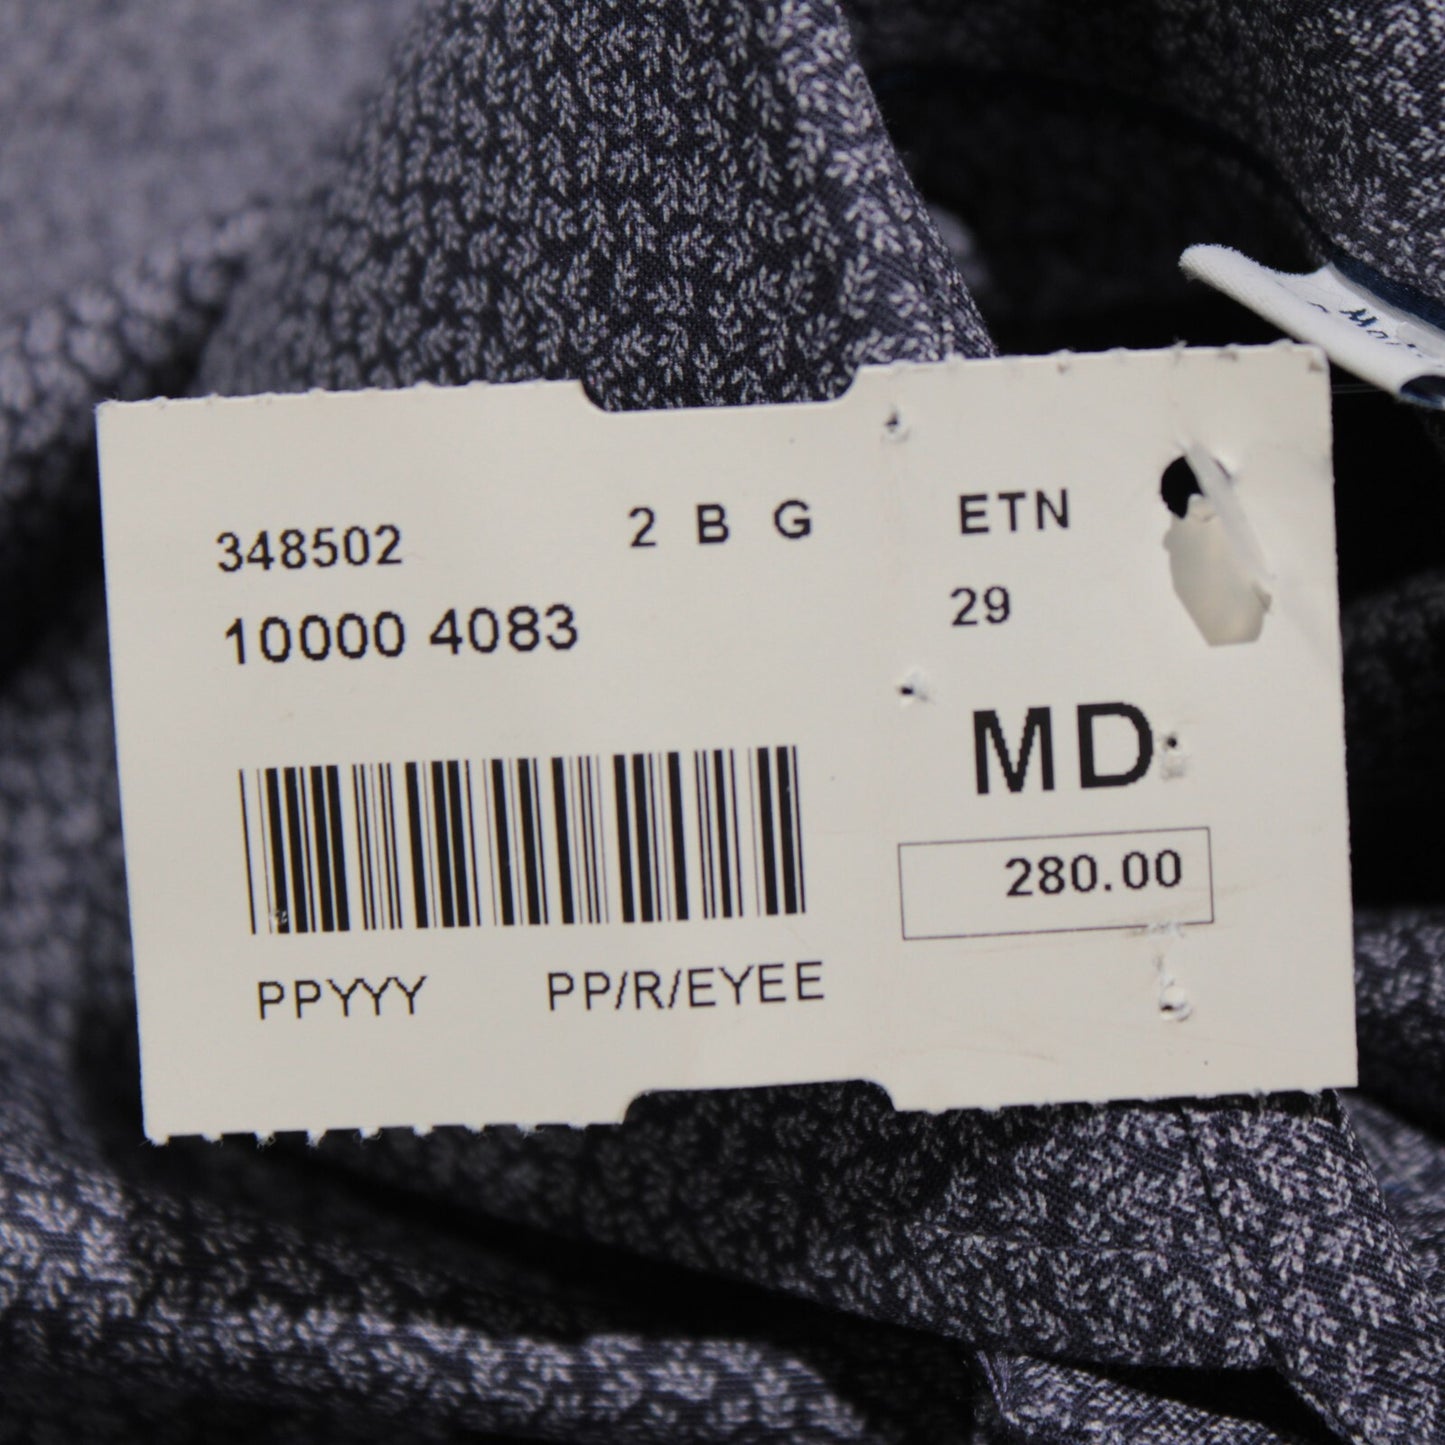 348502 2 B G ETN
10000 4083 29
MD
280.00
PPYYY PP/R/EYEE